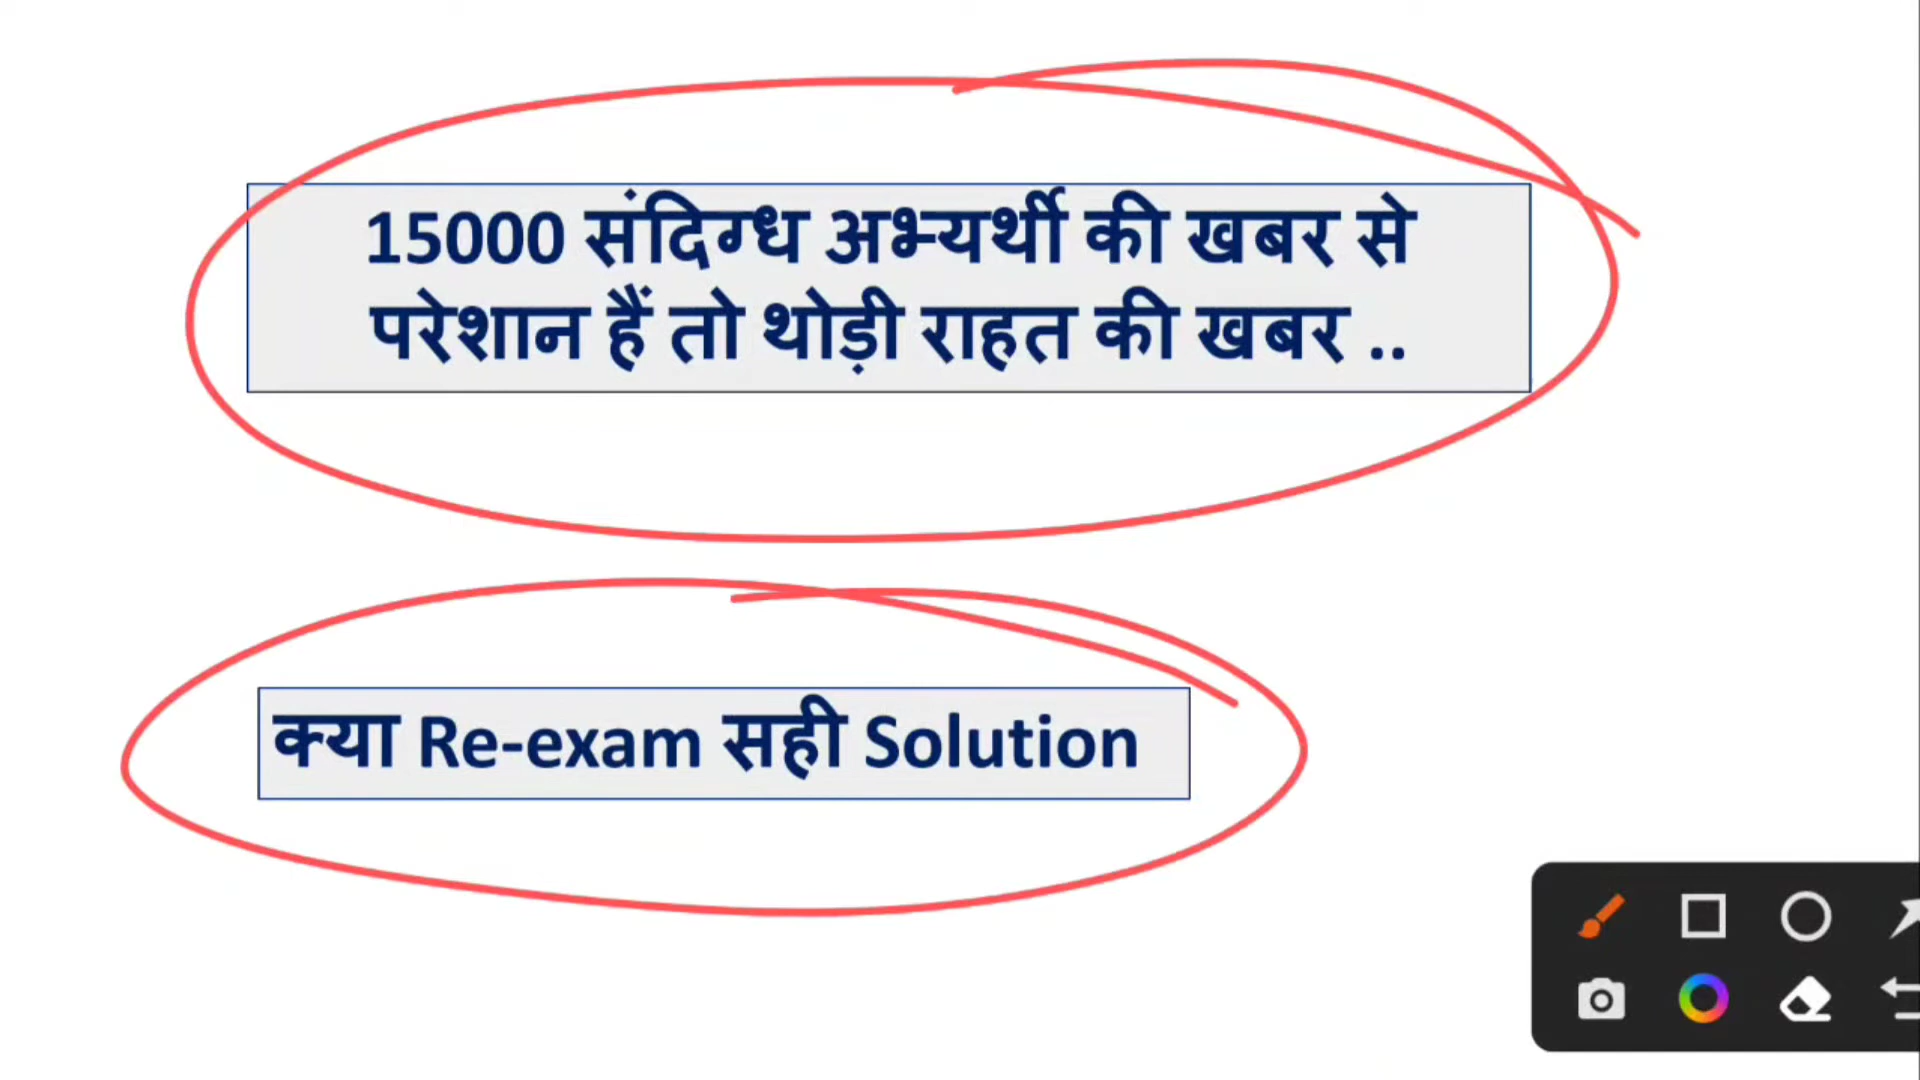 15000 संदिग्ध अभ्यर्थी की खबर से
परेशान हैं तो थोड़ी राहत की खबर ..
क्या Re-exam सही Solution